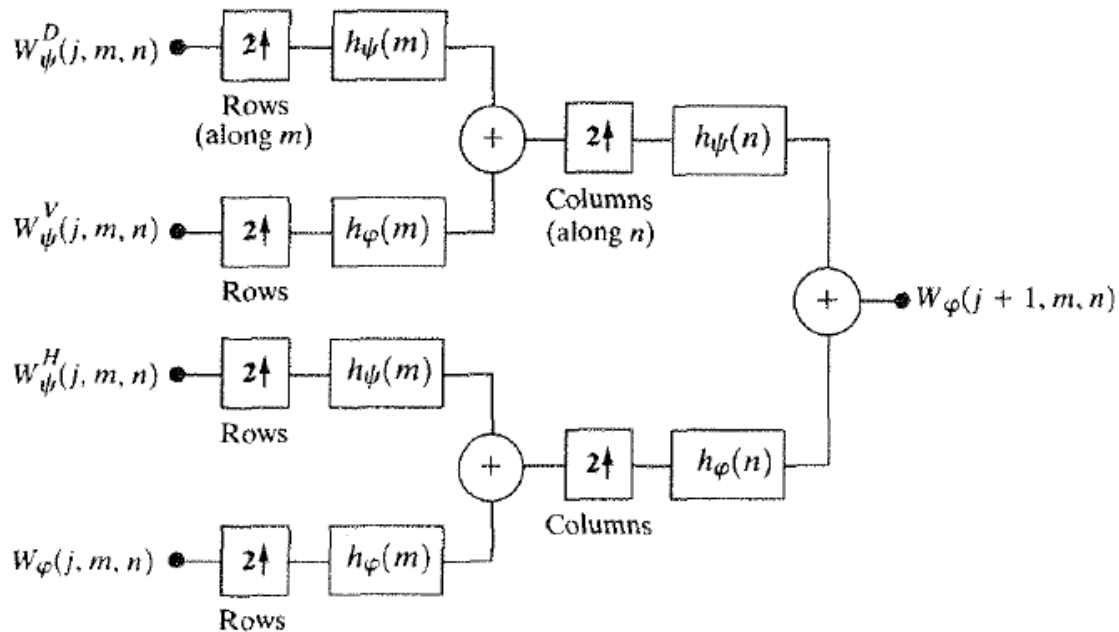 W_ψ^D(j, m, n)
2↑
h_ψ(m)
Rows
(along m)
2↑
h_ψ(n)
Columns
(along n)
W_ψ^V(j, m, n)
2↑
h_φ(m)
Rows
+
+
W_φ(j + 1, m, n)
W_ψ^H(j, m, n)
2↑
h_ψ(m)
Rows
+
2↑
h_φ(n)
Columns
W_φ(j, m, n)
2↑
h_φ(m)
Rows